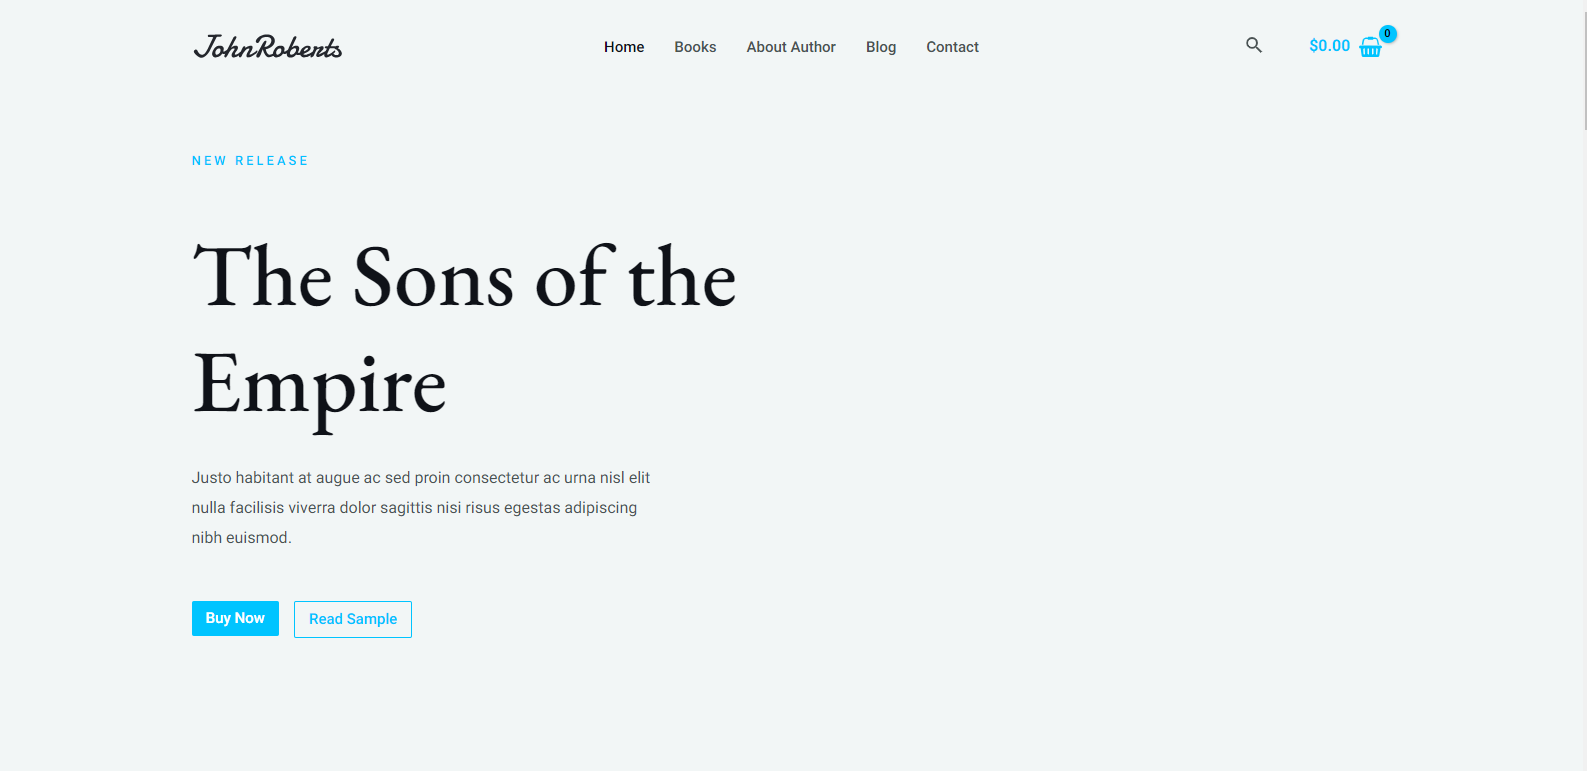 JohnRoberts
Home Books About Author Blog Contact
$0.00 0
NEW RELEASE
The Sons of the
Empire
Justo habitant at augue ac sed proin consectetur ac urna nisl elit
nulla facilisis viverra dolor sagittis nisi risus egestas adipiscing
nibh euismod.
Buy Now Read Sample